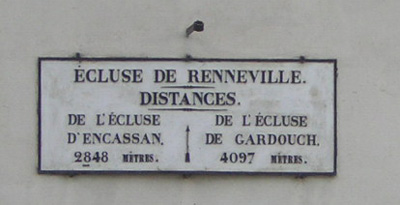 ÉCLUSE DE RENNEVILLE.
DISTANCES.
DE L'ÉCLUSE
D'ENCASSAN.
2848 MÈTRES.
DE L'ÉCLUSE
DE GARDOUCH.
4097 MÈTRES.